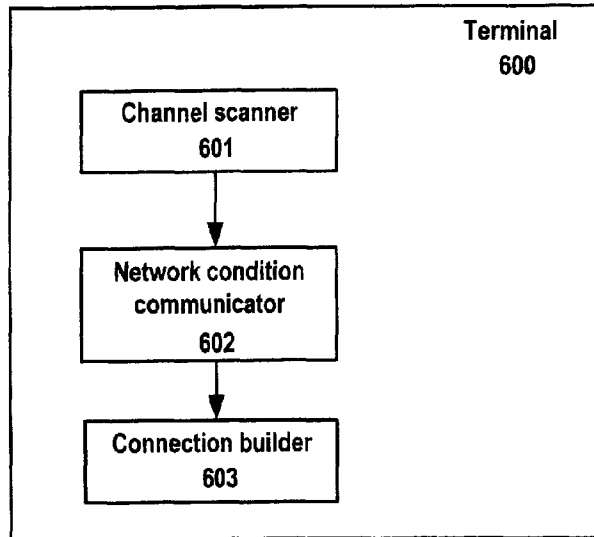 Terminal
600
Channel scanner
601
Network condition
communicator
602
Connection builder
603